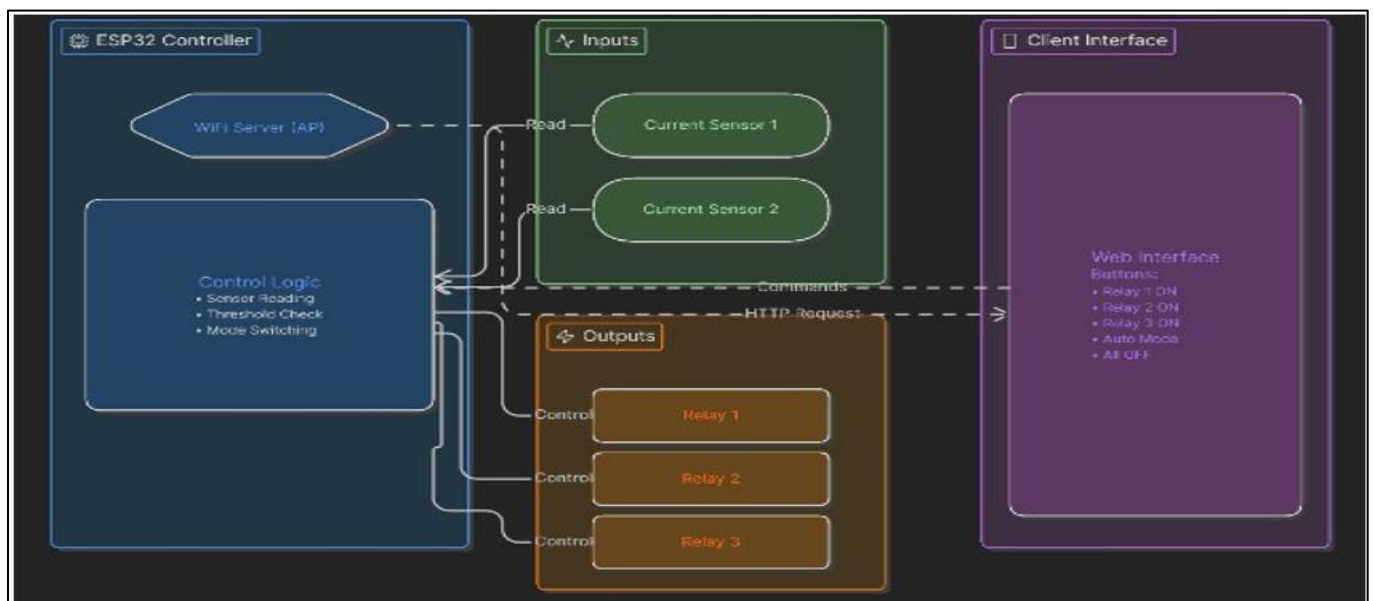 ESP32 Controller
WiFi Server (AP)
Control Logic
• Sensor Reading
• Threshold Check
• Mode Switching
Inputs
Read
Current Sensor 1
Read
Current Sensor 2
Commands
HTTP Request
Outputs
Control
Relay 1
Control
Relay 2
Control
Relay 3
Client Interface
Web Interface
Buttons:
• Relay 1 ON
• Relay 2 ON
• Relay 3 ON
• Auto Mode
• All OFF